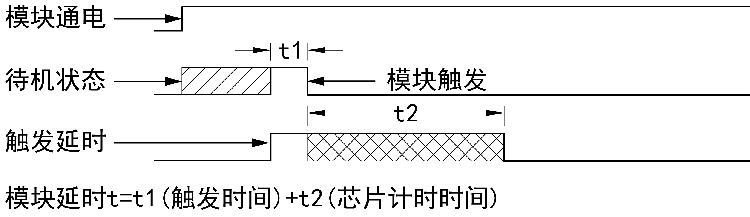 模块通电
t1
待机状态
模块触发
t2
触发延时
模块延时t=t1(触发时间)+t2(芯片计时时间)